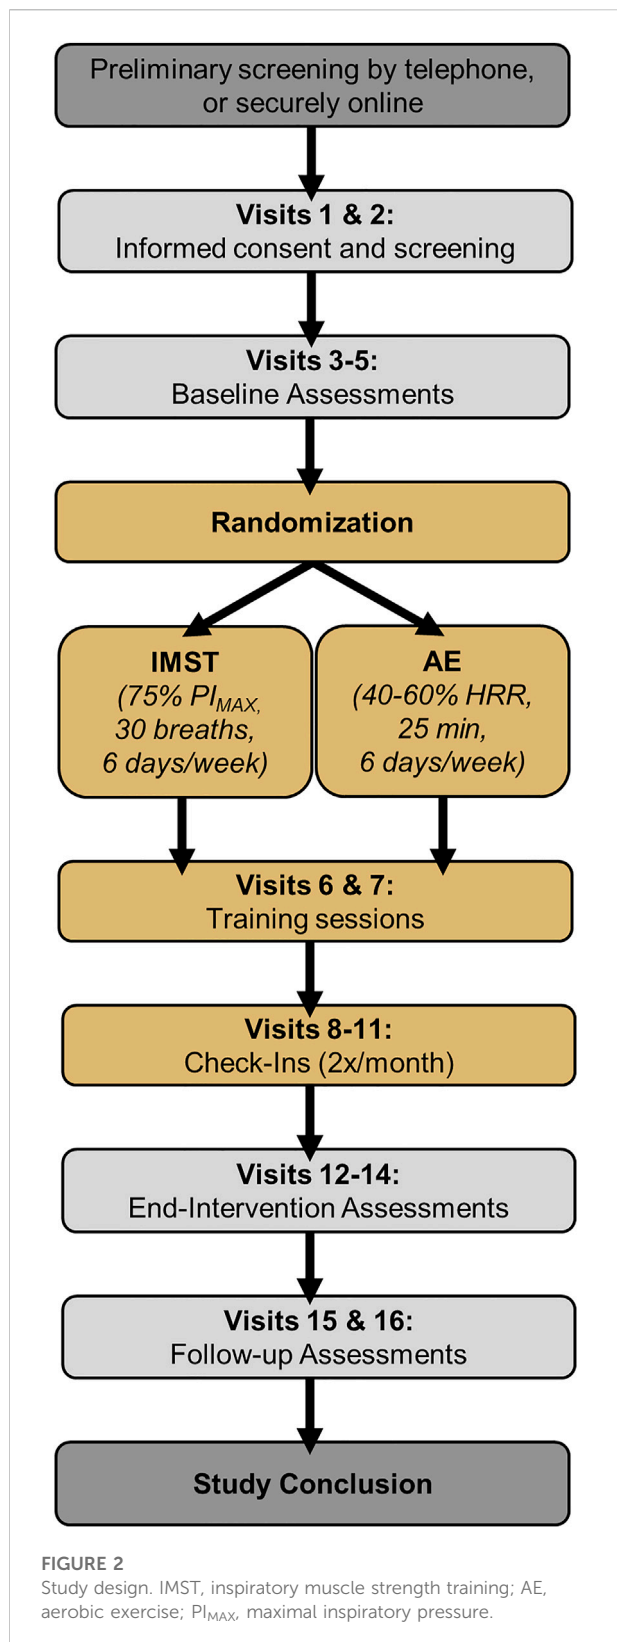 Preliminary screening by telephone,
or securely online
Visits 1 & 2:
Informed consent and screening
Visits 3-5:
Baseline Assessments
Randomization
IMST
(75% PIMAX,
30 breaths,
6 days/week)
AE
(40-60% HRR,
25 min,
6 days/week)
Visits 6 & 7:
Training sessions
Visits 8-11:
Check-Ins (2x/month)
Visits 12-14:
End-Intervention Assessments
Visits 15 & 16:
Follow-up Assessments
Study Conclusion
FIGURE 2
Study design. IMST, inspiratory muscle strength training; AE,
aerobic exercise; PIMAX, maximal inspiratory pressure.